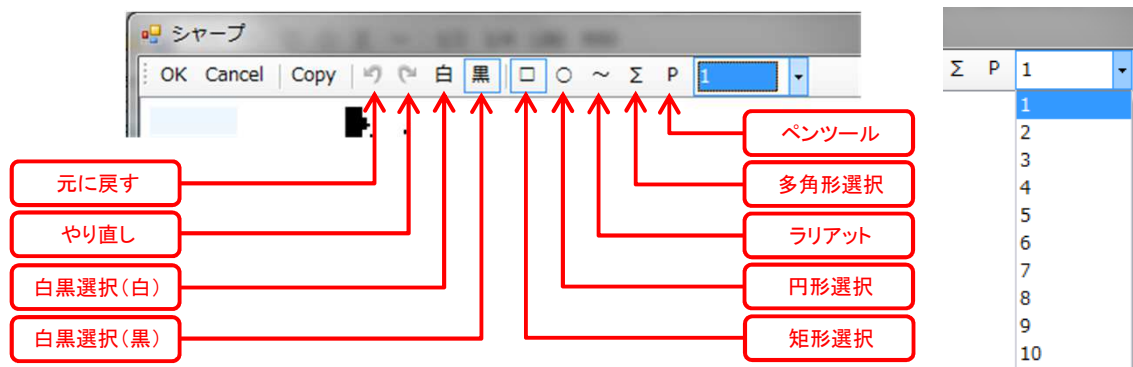 シャープ
OK Cancel Copy 白 黒 □ ○ ～ Σ P 1
Σ P 1
1
2
3
4
5
6
7
8
9
10
元に戻す
やり直し
白黒選択（白）
白黒選択（黒）
ペンツール
多角形選択
ラリアット
円形選択
矩形選択